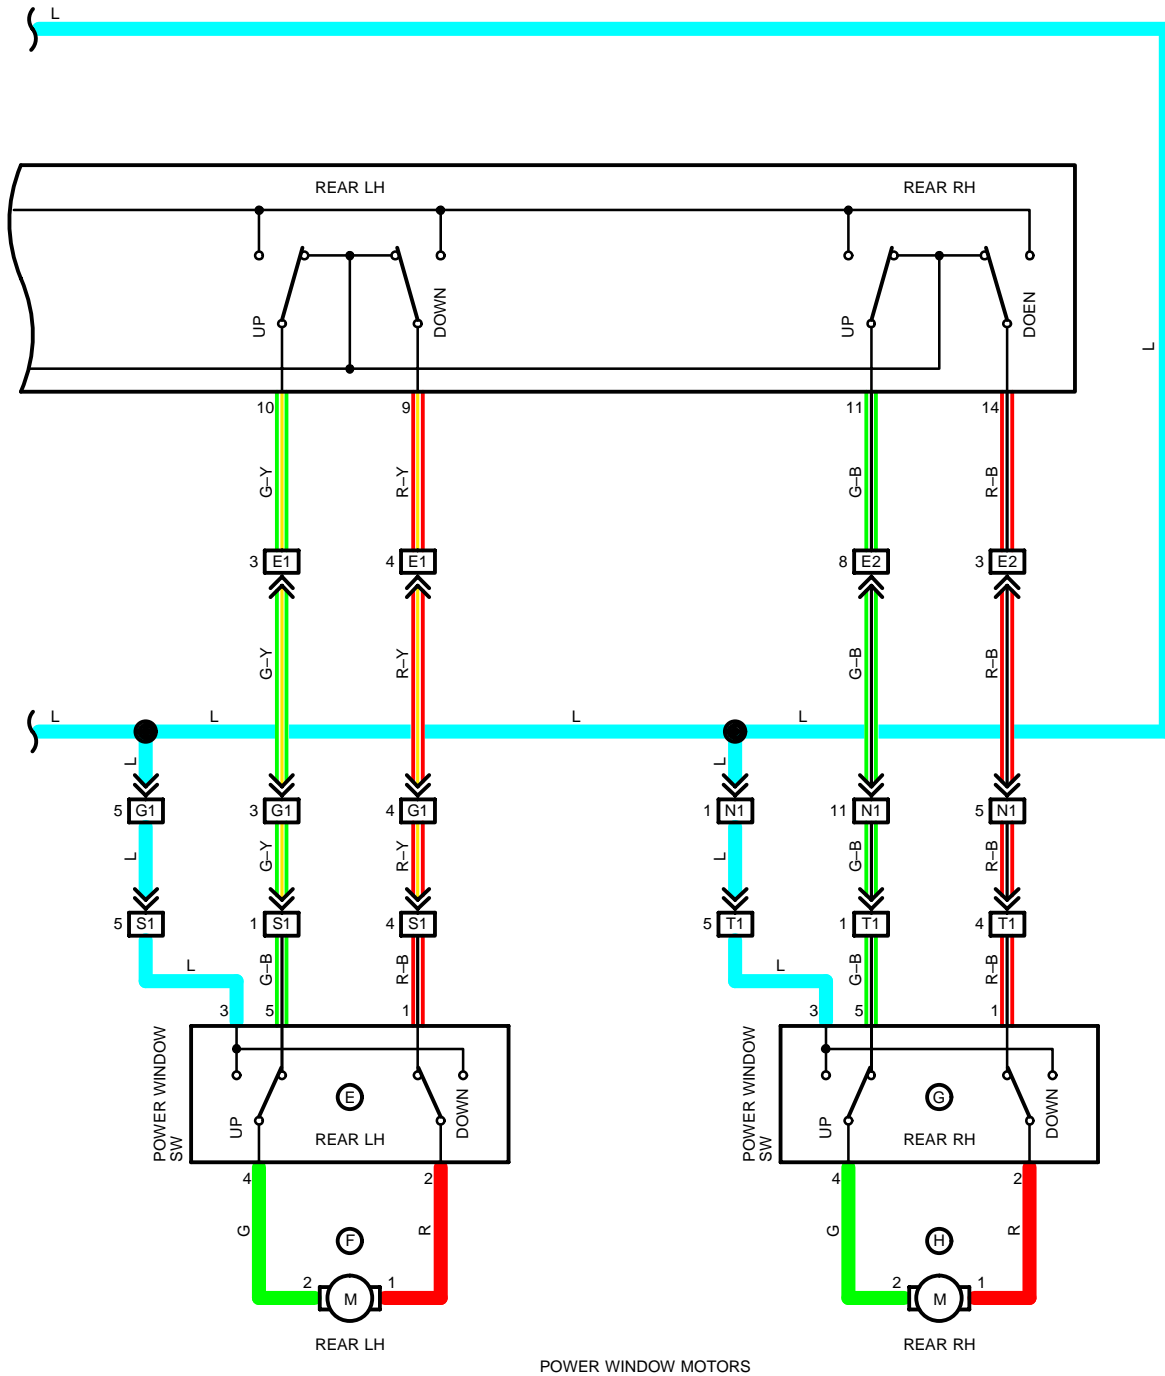 L
REAR LH REAR RH
UP DOWN UP DOEN
L
10 9 11 14
G–Y R–Y G–B R–B
3 E1 4 E1 8 E2 3 E2
G–Y R–Y G–B R–B
L L L L
L L
5 G1 3 G1 4 G1 1 N1 11 N1 5 N1
L G–Y R–Y L G–B R–B
5 S1 1 S1 4 S1 5 T1 1 T1 4 T1
L G–B R–B L G–B R–B
3 5 1 3 5 1
POWER WINDOW
SW
UP E DOWN
REAR LH
POWER WINDOW
SW
UP G DOWN
REAR RH
4 2 4 2
G F R G H R
2 M 1 2 M 1
REAR LH REAR RH
POWER WINDOW MOTORS